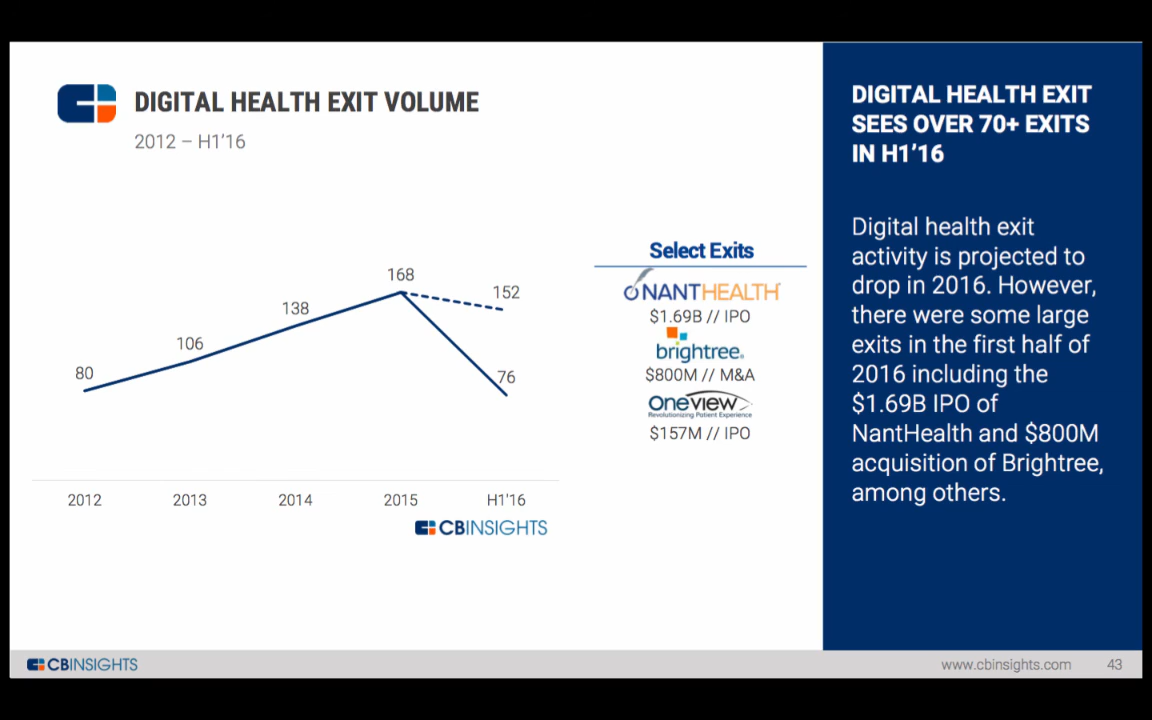 DIGITAL HEALTH EXIT VOLUME
2012 – H1'16
80
106
138
168
152
76
2012
2013
2014
2015
H1'16
CBINSIGHTS
Select Exits
NANTHEALTH
$1.69B // IPO
brightree.
$800M // M&A
Oneview
Revolutionizing Patient Experience
$157M // IPO
DIGITAL HEALTH EXIT
SEES OVER 70+ EXITS
IN H1'16
Digital health exit
activity is projected to
drop in 2016. However,
there were some large
exits in the first half of
2016 including the
$1.69B IPO of
NantHealth and $800M
acquisition of Brightree,
among others.
CBINSIGHTS
www.cbinsights.com
43